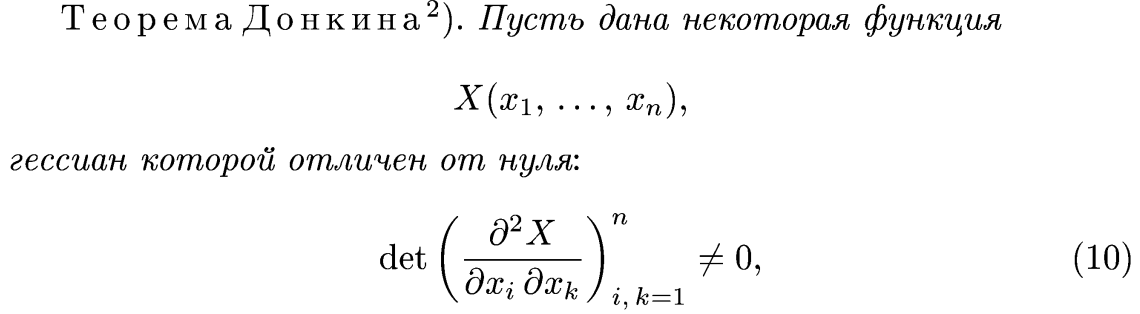 Теорема Донкина²). Пусть дана некоторая функция
X(x₁, …, xₙ),
гессиан которой отличен от нуля:
det (∂²X / ∂xᵢ ∂xₖ)ⁿ_{i, k=1} ≠ 0, (10)